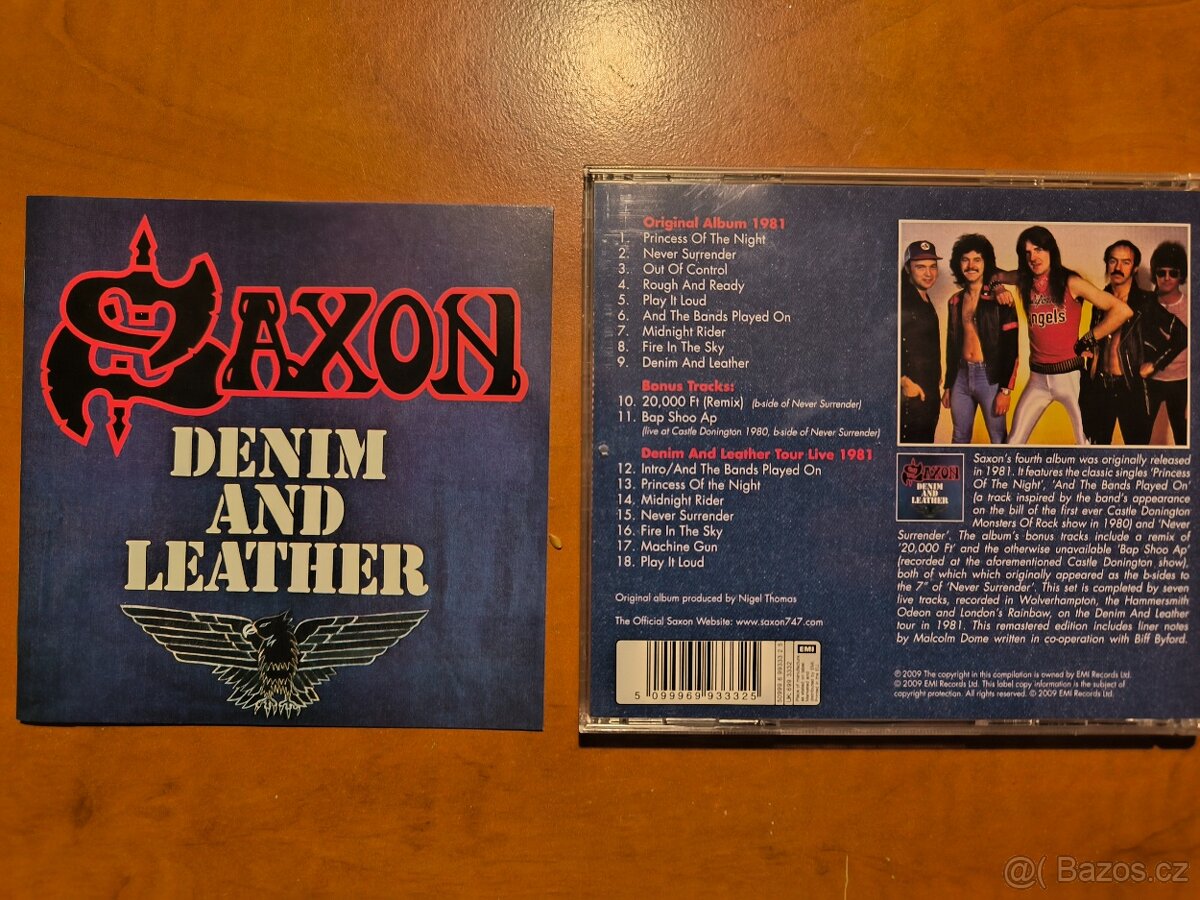 SAXON
DENIM
AND
LEATHER
Original Album 1981
1. Princess Of The Night
2. Never Surrender
3. Out Of Control
4. Rough And Ready
5. Play It Loud
6. And The Bands Played On
7. Midnight Rider
8. Fire In The Sky
9. Denim And Leather
Bonus Tracks:
10. 20,000 Ft (Remix) (b-side of Never Surrender)
11. Bap Shoo Ap
(live at Castle Donington 1980, b-side of Never Surrender)
Denim And Leather Tour Live 1981
12. Intro/And The Bands Played On
13. Princess Of the Night
14. Midnight Rider
15. Never Surrender
16. Fire In The Sky
17. Machine Gun
18. Play It Loud
Original album produced by Nigel Thomas
The Official Saxon Website: www.saxon747.com
5 099969 933325
EMI
ngels
SAXON
DENIM
AND
LEATHER
Saxon's fourth album was originally released
in 1981. It features the classic singles 'Princess
Of The Night', 'And The Bands Played On'
(a track inspired by the band's appearance
on the bill of the first ever Castle Donington
Monsters Of Rock show in 1980) and 'Never
Surrender'. The album's bonus tracks include a remix of
'20,000 Ft' and the otherwise unavailable 'Bap Shoo Ap'
(recorded at the aforementioned Castle Donington show),
both of which which originally appeared as the b-sides to
the 7" of 'Never Surrender'. This set is completed by seven
live tracks, recorded in Wolverhampton, the Hammersmith
Odeon and London's Rainbow, on the Denim And Leather
tour in 1981. This remastered edition includes liner notes
by Malcolm Dome written in co-operation with Biff Byford.
℗ 2009 The copyright in this compilation is owned by EMI Records Ltd.
© 2009 EMI Records Ltd. This label copy information is the subject of
copyright protection. All rights reserved. © 2009 EMI Records Ltd.
@( Bazos.cz